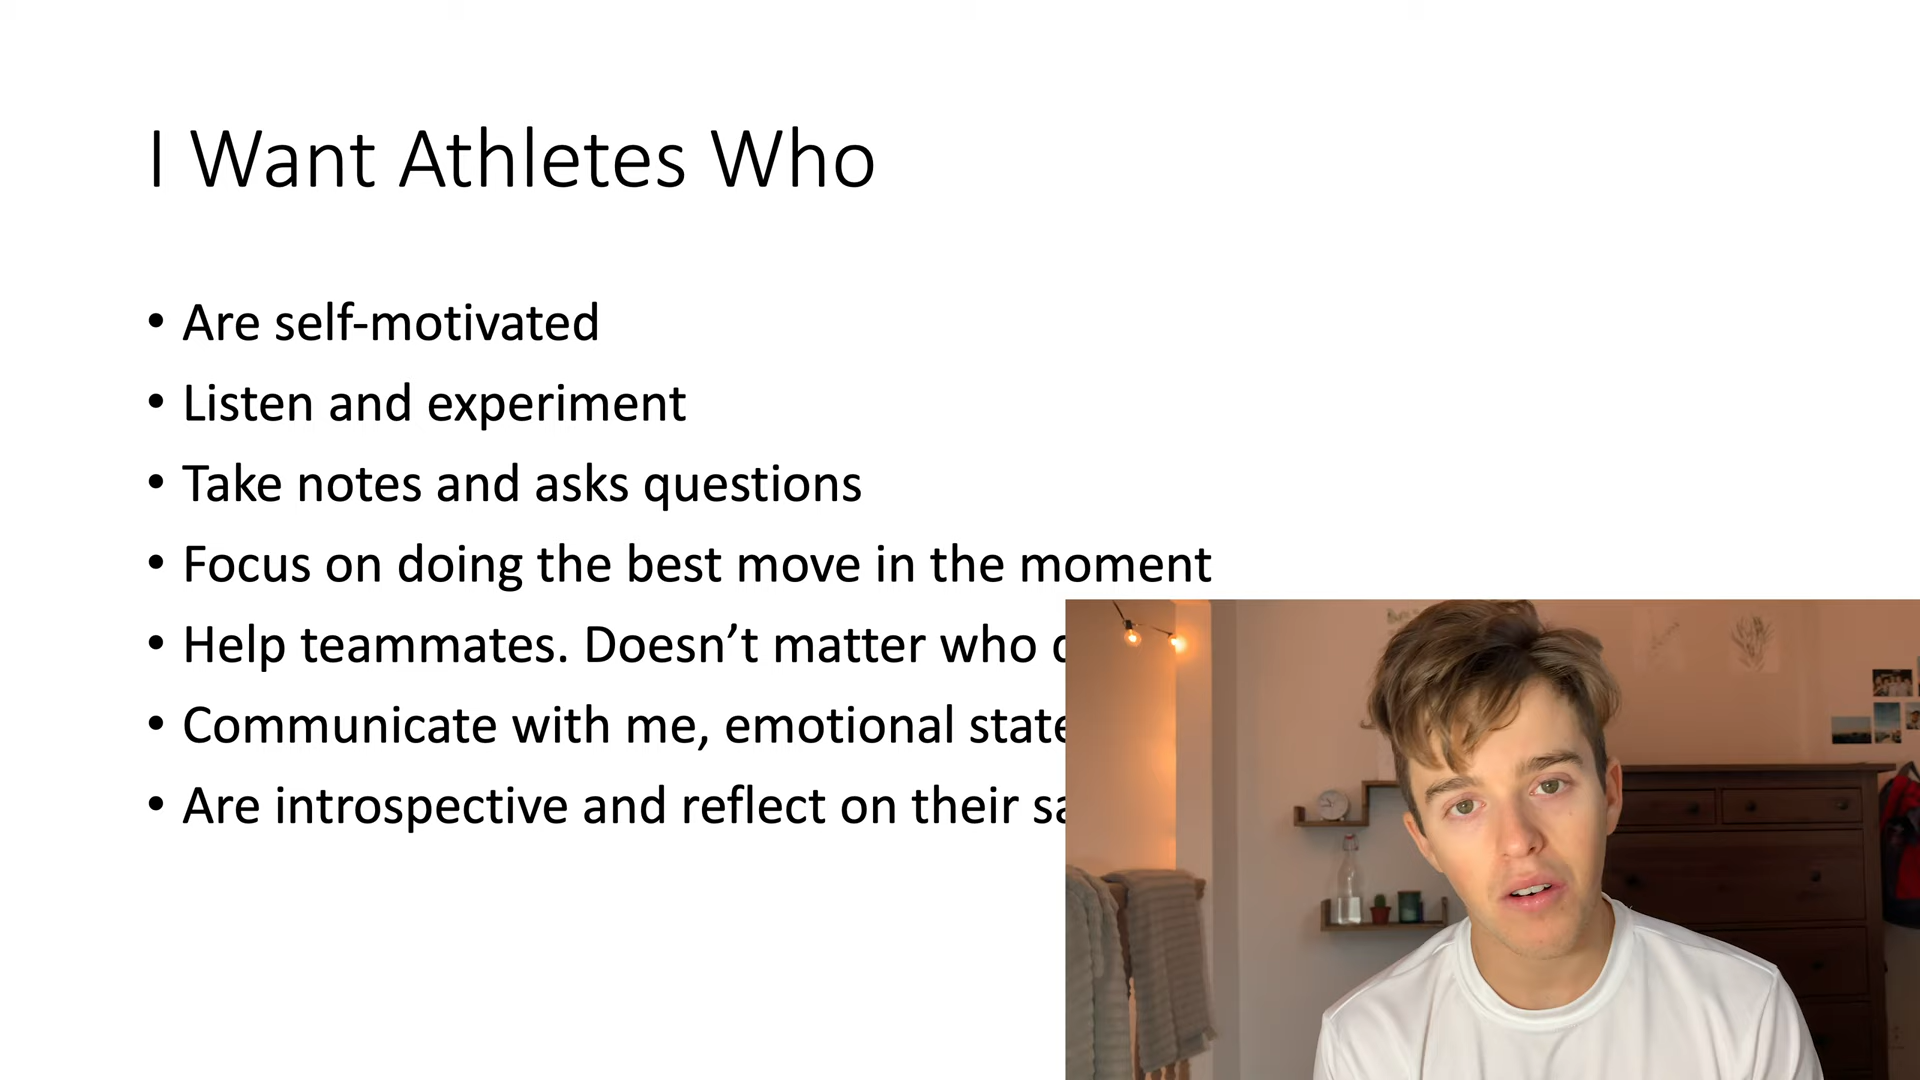 I Want Athletes Who
• Are self-motivated
• Listen and experiment
• Take notes and asks questions
• Focus on doing the best move in the moment
• Help teammates. Doesn’t matter who
• Communicate with me, emotional state
• Are introspective and reflect on their